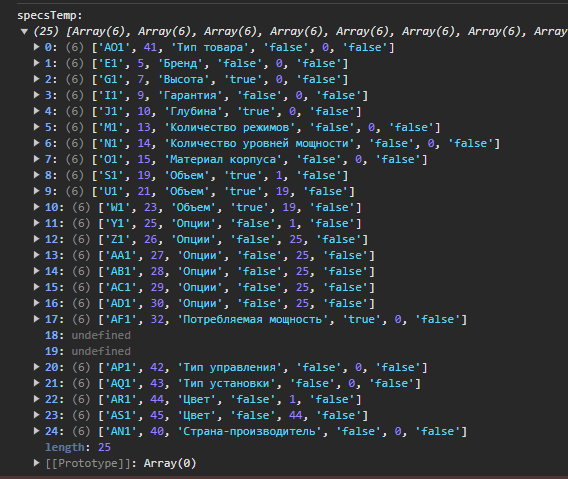 specsTemp:
▼ (25) [Array(6), Array(6), Array(6), Array(6), Array(6), Array(6), Array(6), Array
▶ 0: (6) ['AO1', 41, 'Тип товара', 'false', 0, 'false']
▶ 1: (6) ['E1', 5, 'Бренд', 'false', 0, 'false']
▶ 2: (6) ['G1', 7, 'Высота', 'true', 0, 'false']
▶ 3: (6) ['I1', 9, 'Гарантия', 'false', 0, 'false']
▶ 4: (6) ['J1', 10, 'Глубина', 'true', 0, 'false']
▶ 5: (6) ['M1', 13, 'Количество режимов', 'false', 0, 'false']
▶ 6: (6) ['N1', 14, 'Количество уровней мощности', 'false', 0, 'false']
▶ 7: (6) ['O1', 15, 'Материал корпуса', 'false', 0, 'false']
▶ 8: (6) ['S1', 19, 'Объем', 'true', 1, 'false']
▶ 9: (6) ['U1', 21, 'Объем', 'true', 19, 'false']
▶ 10: (6) ['W1', 23, 'Объем', 'true', 19, 'false']
▶ 11: (6) ['Y1', 25, 'Опции', 'false', 1, 'false']
▶ 12: (6) ['Z1', 26, 'Опции', 'false', 25, 'false']
▶ 13: (6) ['AA1', 27, 'Опции', 'false', 25, 'false']
▶ 14: (6) ['AB1', 28, 'Опции', 'false', 25, 'false']
▶ 15: (6) ['AC1', 29, 'Опции', 'false', 25, 'false']
▶ 16: (6) ['AD1', 30, 'Опции', 'false', 25, 'false']
▶ 17: (6) ['AF1', 32, 'Потребляемая мощность', 'true', 0, 'false']
18: undefined
19: undefined
▶ 20: (6) ['AP1', 42, 'Тип управления', 'false', 0, 'false']
▶ 21: (6) ['AQ1', 43, 'Тип установки', 'false', 0, 'false']
▶ 22: (6) ['AR1', 44, 'Цвет', 'false', 1, 'false']
▶ 23: (6) ['AS1', 45, 'Цвет', 'false', 44, 'false']
▶ 24: (6) ['AN1', 40, 'Страна-производитель', 'false', 0, 'false']
length: 25
▶ [[Prototype]]: Array(0)